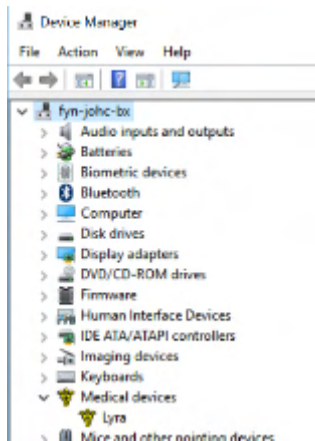 Device Manager
File Action View Help
fyn-johc-bx
Audio inputs and outputs
Batteries
Biometric devices
Bluetooth
Computer
Disk drives
Display adapters
DVD/CD-ROM drives
Firmware
Human Interface Devices
IDE ATA/ATAPI controllers
Imaging devices
Keyboards
Medical devices
Lyra
Mice and other pointing devices